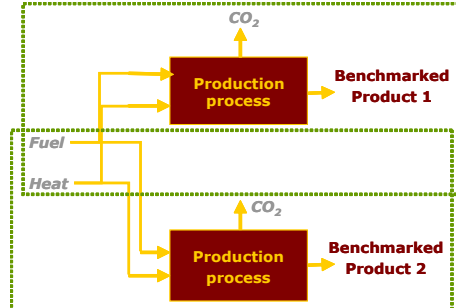 CO2
Production
process
Benchmarked
Product 1
Fuel
Heat
CO2
Production
process
Benchmarked
Product 2